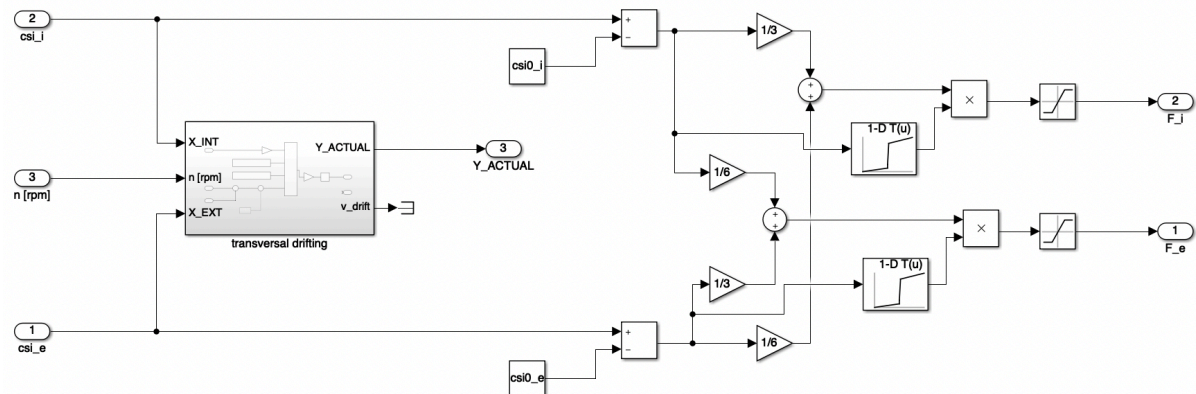 2
csi_i
+
−
1/3
csi0_i
+
+
×
2
F_i
1-D T(u)
X_INT
Y_ACTUAL
3
Y_ACTUAL
3
n [rpm]
n [rpm]
1/6
X_EXT
v_drift
transversal drifting
+
+
×
1
F_e
1-D T(u)
1/3
1
csi_e
+
−
1/6
csi0_e